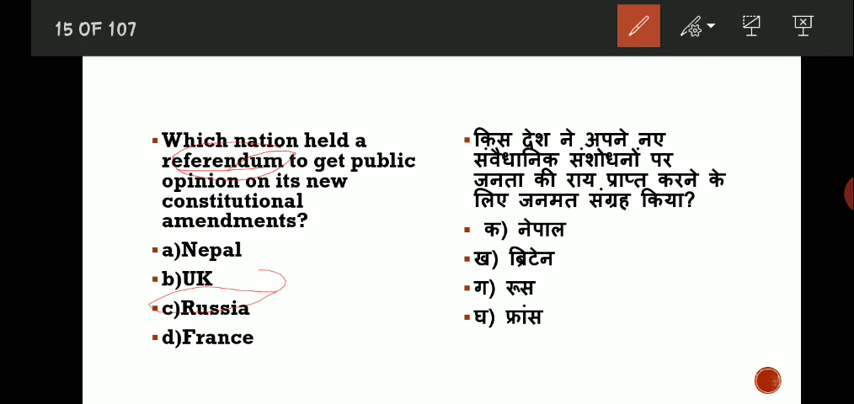 15 OF 107
Which nation held a
referendum to get public
opinion on its new
constitutional
amendments?
a)Nepal
b)UK
c)Russia
d)France
किस देश ने अपने नए
संवैधानिक संशोधनों पर
जनता की राय प्राप्त करने के
लिए जनमत संग्रह किया?
क) नेपाल
ख) ब्रिटेन
ग) रूस
घ) फ्रांस